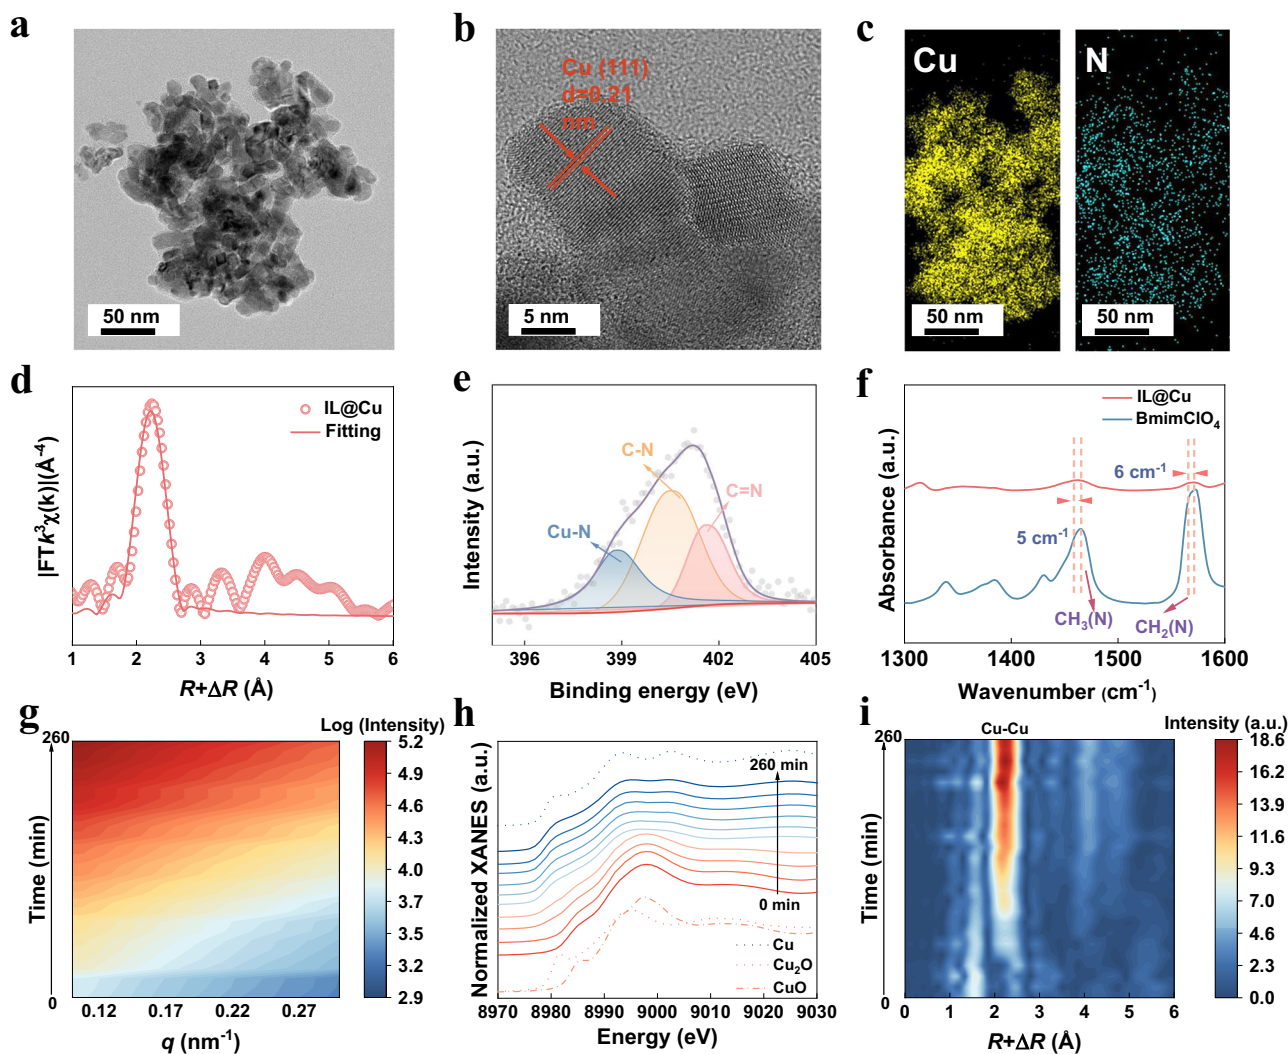 a
50 nm
b
Cu (111)
d=0.21
nm
5 nm
c
Cu
50 nm
N
50 nm
d
IL@Cu
Fitting
|FTk³χ(k)|(Å⁻⁴)
1 2 3 4 5 6
R+ΔR (Å)
e
C-N
C=N
Cu-N
Intensity (a.u.)
396 399 402 405
Binding energy (eV)
f
IL@Cu
BmimClO₄
6 cm⁻¹
5 cm⁻¹
CH₃(N)
CH₂(N)
Absorbance (a.u.)
1300 1400 1500 1600
Wavenumber (cm⁻¹)
g
Log (Intensity)
260
0
Time (min)
0.12 0.17 0.22 0.27
q (nm⁻¹)
5.2
4.9
4.6
4.3
4.1
3.8
3.5
3.2
2.9
h
260 min
0 min
Cu
Cu₂O
CuO
Normalized XANES (a.u.)
8970 8980 8990 9000 9010 9020 9030
Energy (eV)
i
Cu-Cu
Intensity (a.u.)
260
0
Time (min)
0 1 2 3 4 5 6
R+ΔR (Å)
18.6
16.2
13.9
11.6
9.3
7.0
4.6
2.3
0.0